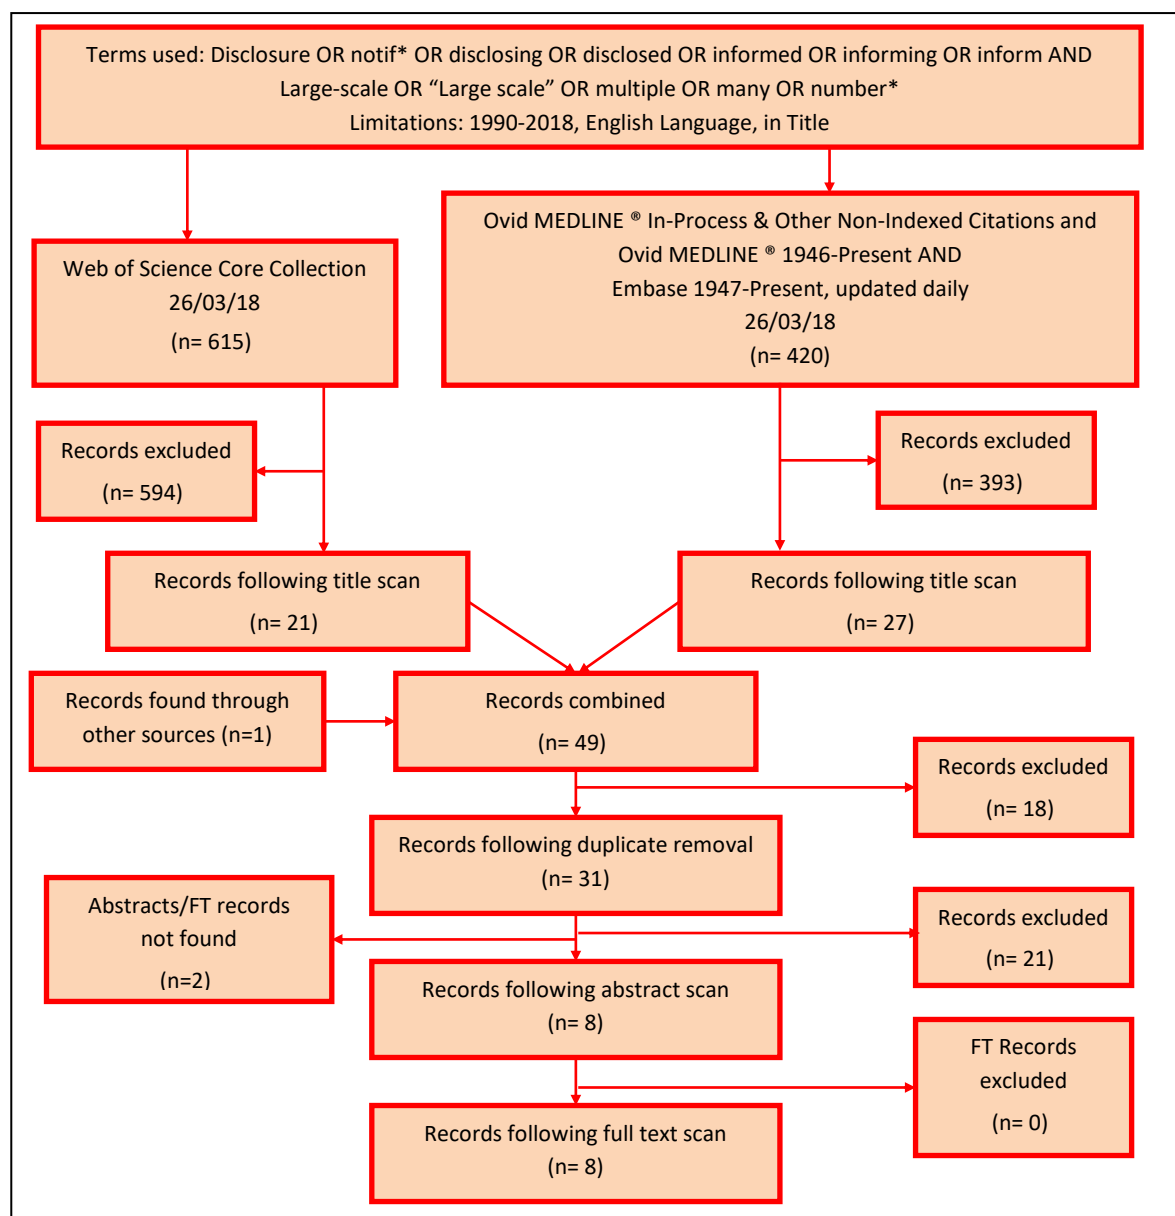 Terms used: Disclosure OR notif* OR disclosing OR disclosed OR informed OR informing OR inform AND
Large-scale OR “Large scale” OR multiple OR many OR number*
Limitations: 1990-2018, English Language, in Title
Web of Science Core Collection
26/03/18
(n= 615)
Ovid MEDLINE ® In-Process & Other Non-Indexed Citations and
Ovid MEDLINE ® 1946-Present AND
Embase 1947-Present, updated daily
26/03/18
(n= 420)
Records excluded
(n= 594)
Records excluded
(n= 393)
Records following title scan
(n= 21)
Records following title scan
(n= 27)
Records found through
other sources (n=1)
Records combined
(n= 49)
Records excluded
(n= 18)
Records following duplicate removal
(n= 31)
Abstracts/FT records
not found
(n=2)
Records excluded
(n= 21)
Records following abstract scan
(n= 8)
FT Records
excluded
(n= 0)
Records following full text scan
(n= 8)